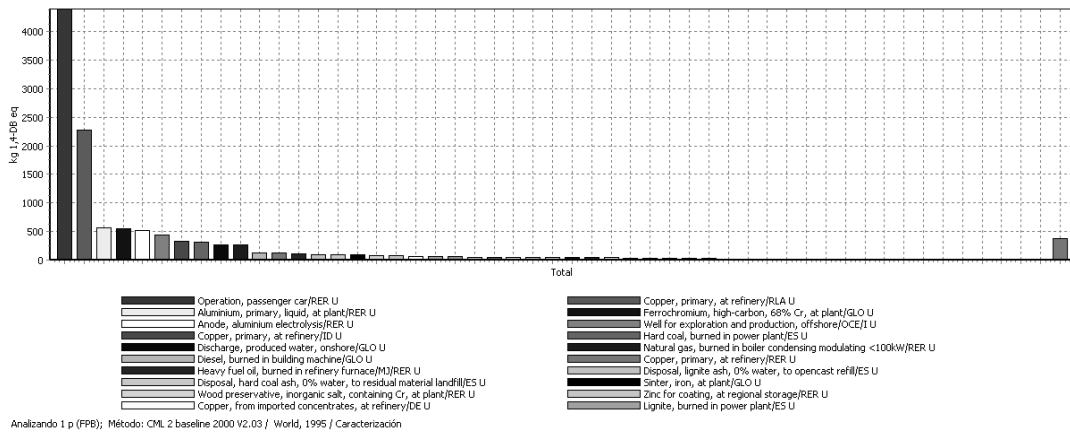 4000
3500
3000
2500
2000
1500
1000
500
0
kg 1,4-DB eq
Total
Operation, passenger car/RER U
Copper, primary, at refinery/RLA U
Aluminium, primary, liquid, at plant/RER U
Ferrochromium, high-carbon, 68% Cr, at plant/GLO U
Anode, aluminium electrolysis/RER U
Well for exploration and production, offshore/OCE/I U
Copper, primary, at refinery/ID U
Hard coal, burned in power plant/ES U
Discharge, produced water, onshore/GLO U
Natural gas, burned in boiler condensing modulating <100kW/RER U
Diesel, burned in building machine/GLO U
Copper, primary, at refinery/RER U
Heavy fuel oil, burned in refinery furnace/MJ/RER U
Disposal, lignite ash, 0% water, to opencast refill/ES U
Disposal, hard coal ash, 0% water, to residual material landfill/ES U
Sinter, iron, at plant/GLO U
Wood preservative, inorganic salt, containing Cr, at plant/RER U
Zinc for coating, at regional storage/RER U
Copper, from imported concentrates, at refinery/DE U
Lignite, burned in power plant/ES U
Analizando 1 p (FPB); Método: CML 2 baseline 2000 V2.03 / World, 1995 / Caracterización